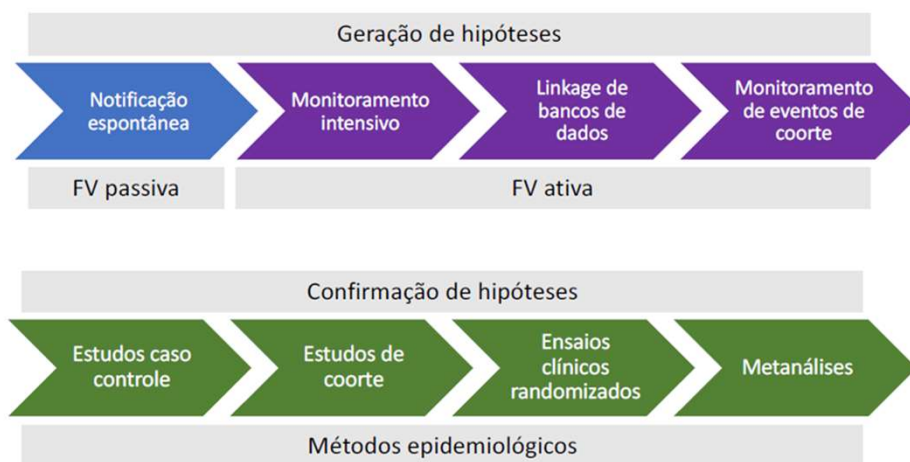 Geração de hipóteses
Notificação
espontânea
Monitoramento
intensivo
Linkage de
bancos de
dados
Monitoramento
de eventos de
coorte
FV passiva
FV ativa
Confirmação de hipóteses
Estudos caso
controle
Estudos de
coorte
Ensaios
clínicos
randomizados
Metanálises
Métodos epidemiológicos